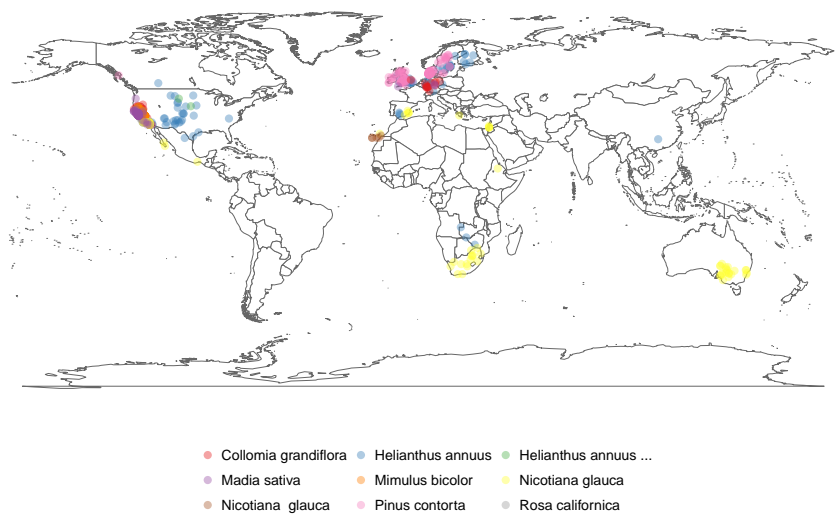 Collomia grandiflora Helianthus annuus Helianthus annuus ...
Madia sativa Mimulus bicolor Nicotiana glauca
Nicotiana  glauca Pinus contorta Rosa californica